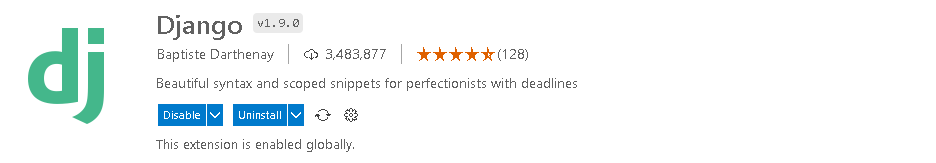 dj
Django v1.9.0
Baptiste Darthenay 3,483,877 (128)
Beautiful syntax and scoped snippets for perfectionists with deadlines
Disable Uninstall
This extension is enabled globally.